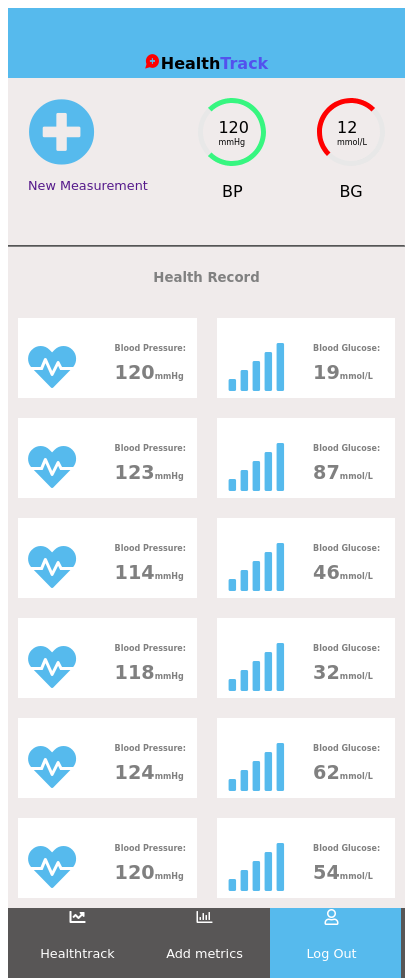 HealthTrack
120
mmHg
12
mmol/L
New Measurement
BP
BG
Health Record
Blood Pressure:
120mmHg
Blood Glucose:
19mmol/L
Blood Pressure:
123mmHg
Blood Glucose:
87mmol/L
Blood Pressure:
114mmHg
Blood Glucose:
46mmol/L
Blood Pressure:
118mmHg
Blood Glucose:
32mmol/L
Blood Pressure:
124mmHg
Blood Glucose:
62mmol/L
Blood Pressure:
120mmHg
Blood Glucose:
54mmol/L
Healthtrack
Add metrics
Log Out